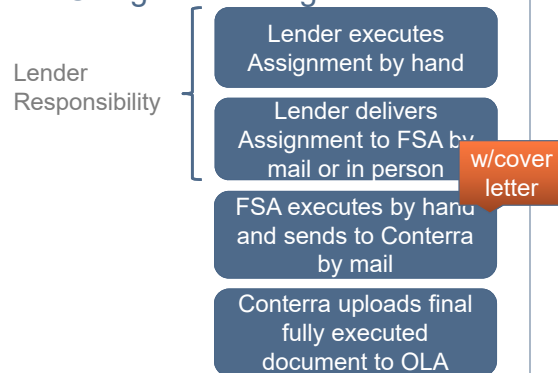 Lender executes
Assignment by hand
Lender
Responsibility
Lender delivers
Assignment to FSA by
mail or in person
w/cover
letter
FSA executes by hand
and sends to Conterra
by mail
Conterra uploads final
fully executed
document to OLA